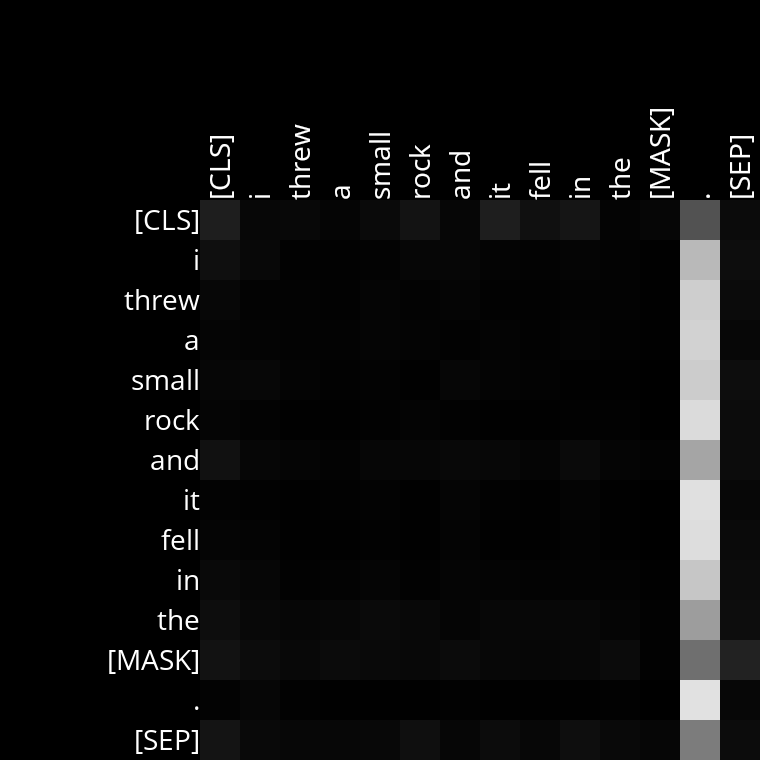 [CLS] i threw a small rock and it fell in the [MASK] . [SEP]
[CLS]
i
threw
a
small
rock
and
it
fell
in
the
[MASK]
.
[SEP]